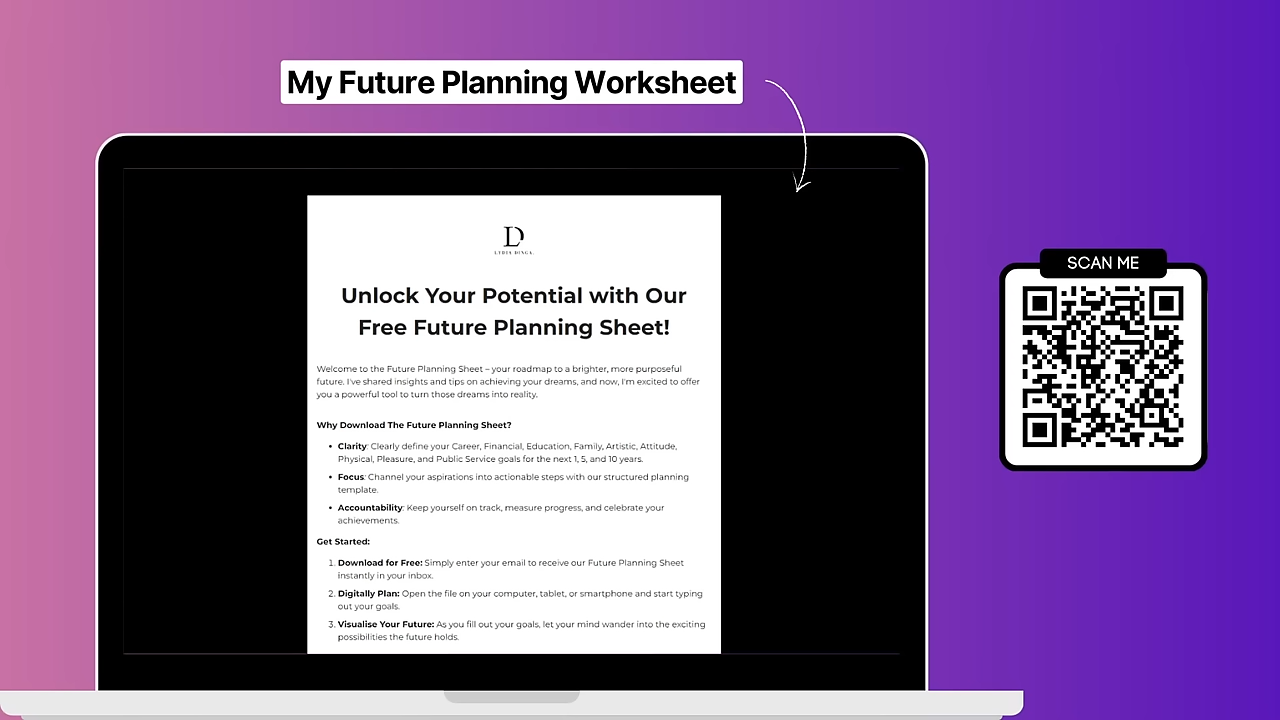 My Future Planning Worksheet
SCAN ME
LYDIA DINGA.
Unlock Your Potential with Our
Free Future Planning Sheet!
Welcome to the Future Planning Sheet – your roadmap to a brighter, more purposeful
future. I've shared insights and tips on achieving your dreams, and now, I'm excited to offer
you a powerful tool to turn those dreams into reality.
Why Download The Future Planning Sheet?
• Clarity: Clearly define your Career, Financial, Education, Family, Artistic, Attitude,
Physical, Pleasure, and Public Service goals for the next 1, 5, and 10 years.
• Focus: Channel your aspirations into actionable steps with our structured planning
template.
• Accountability: Keep yourself on track, measure progress, and celebrate your
achievements.
Get Started:
1. Download for Free: Simply enter your email to receive our Future Planning Sheet
instantly in your inbox.
2. Digitally Plan: Open the file on your computer, tablet, or smartphone and start typing
out your goals.
3. Visualise Your Future: As you fill out your goals, let your mind wander into the exciting
possibilities the future holds.